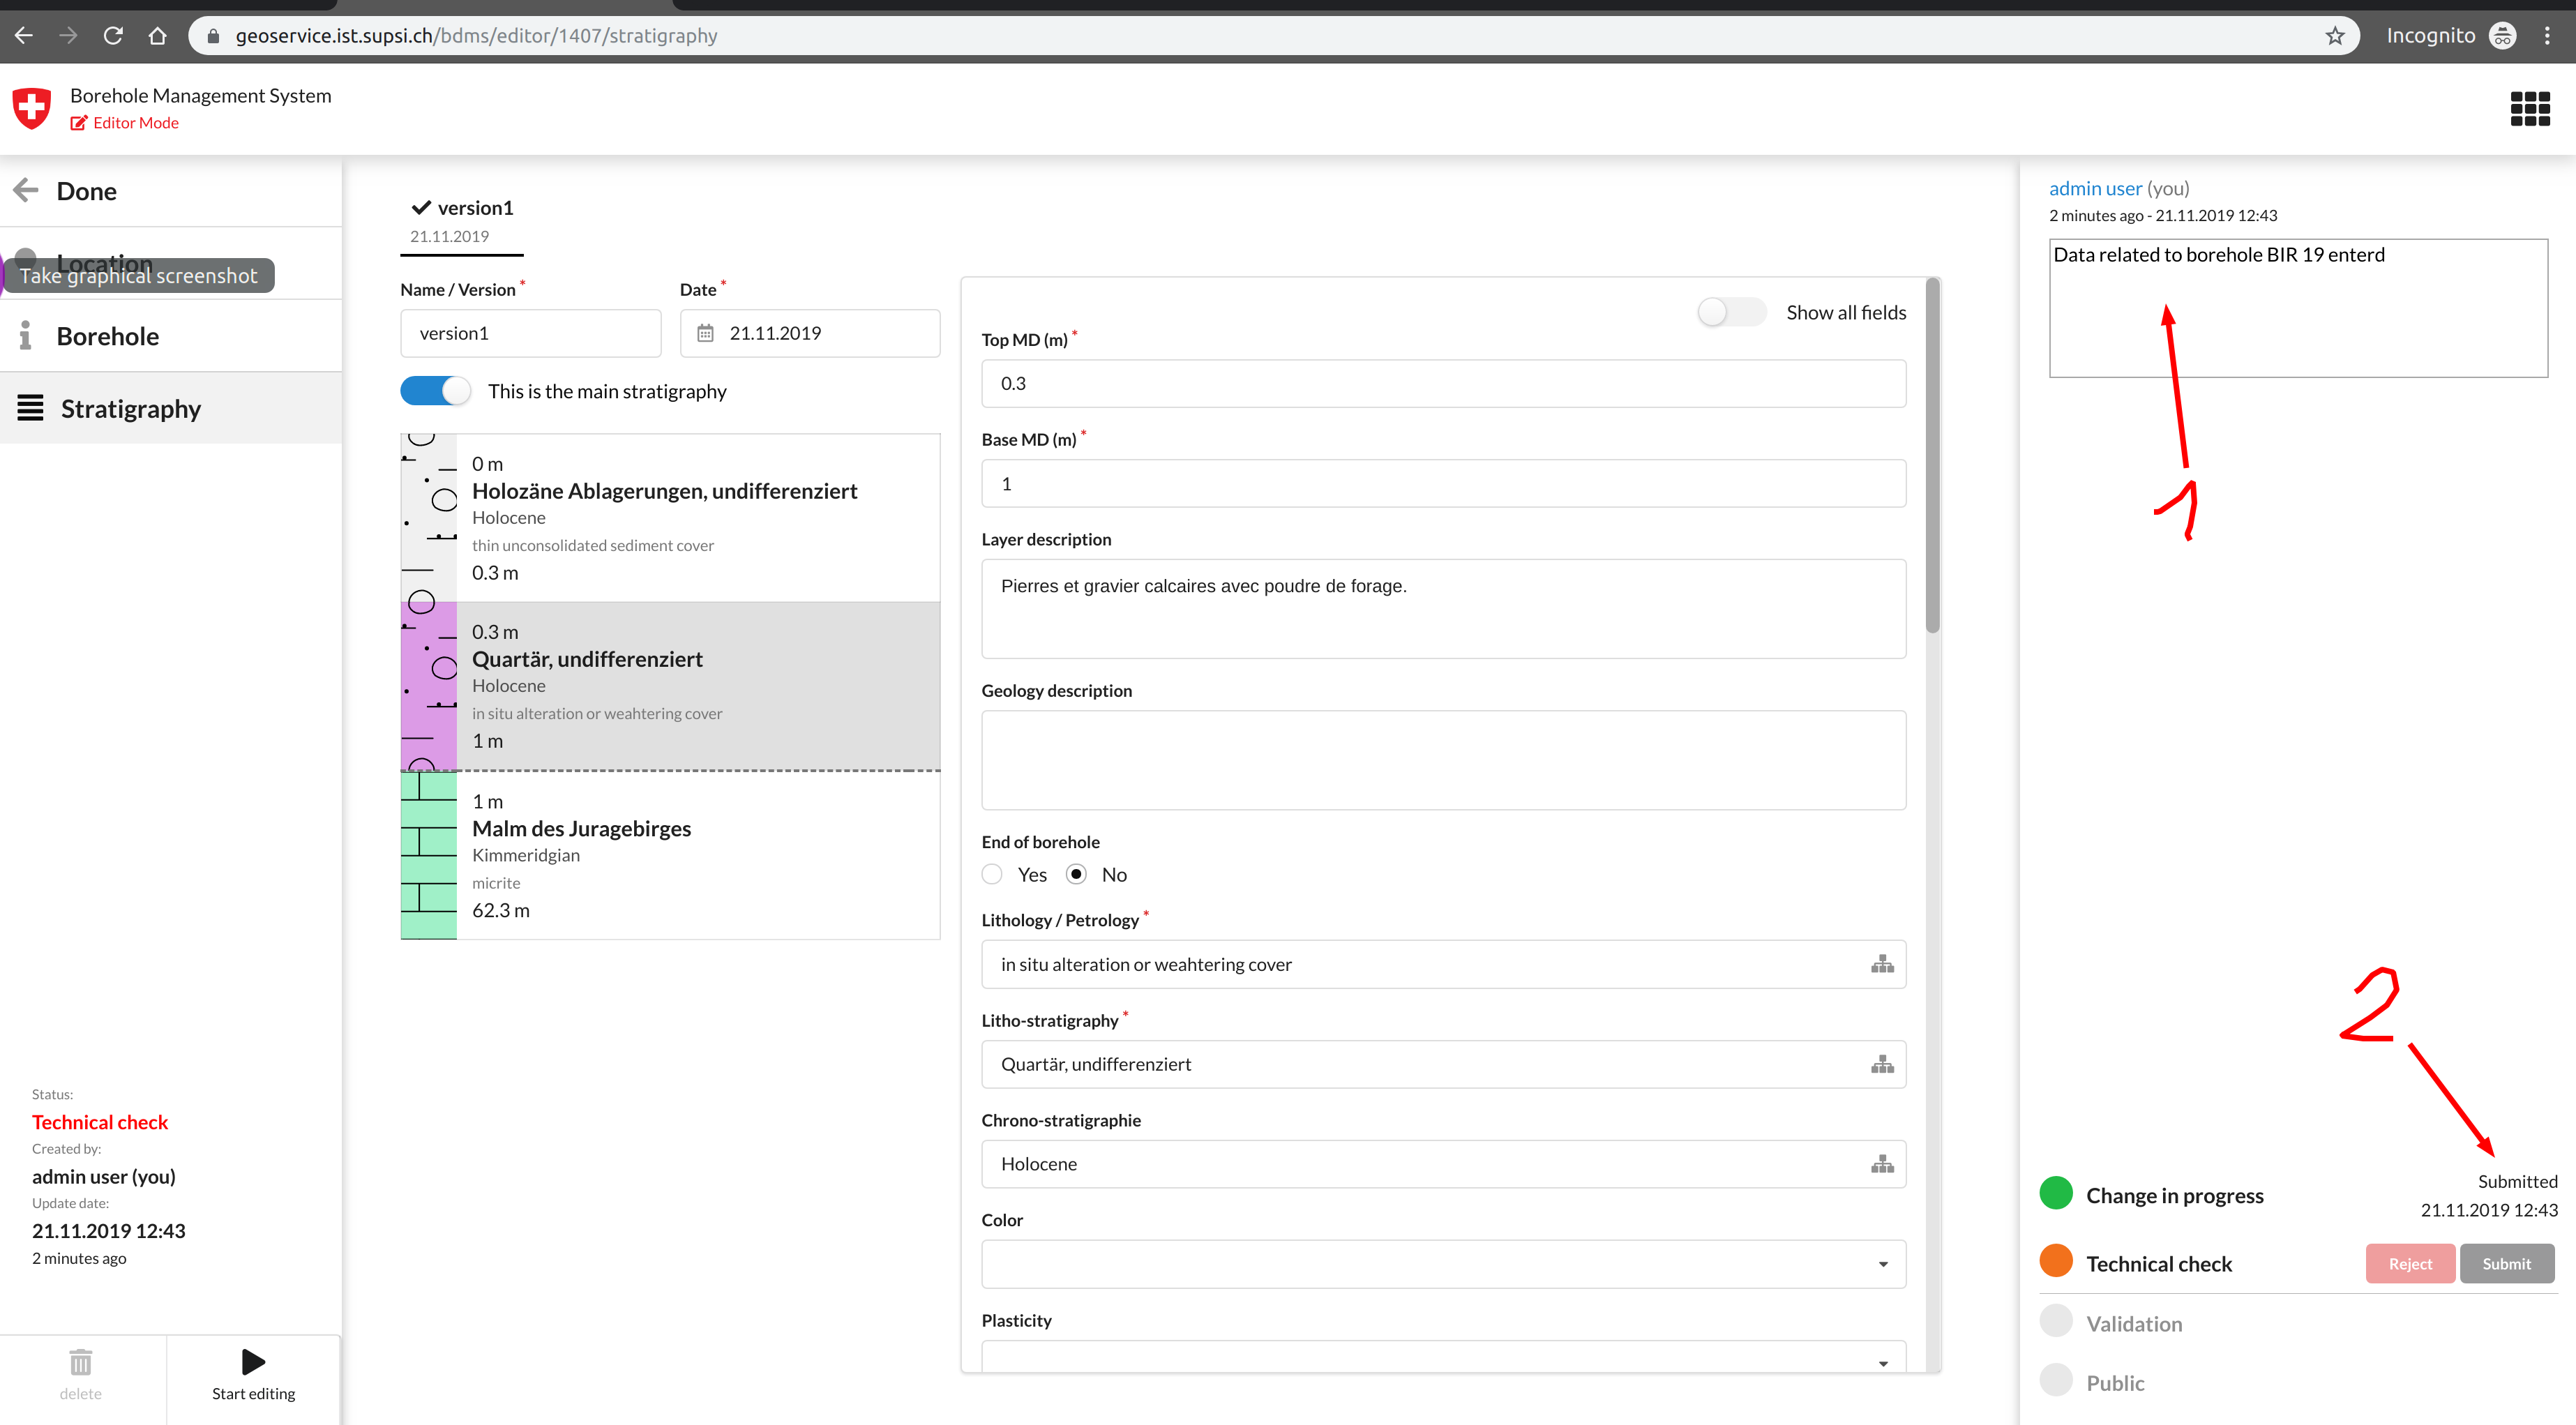 geoservice.ist.supsi.ch/bdms/editor/1407/stratigraphy
Incognito
Borehole Management System
Editor Mode
Done
Location
Take graphical screenshot
Borehole
Stratigraphy
Status:
Technical check
Created by:
admin user (you)
Update date:
21.11.2019 12:43
2 minutes ago
delete
Start editing
version1
21.11.2019
Name / Version *
Date *
version1
21.11.2019
This is the main stratigraphy
0 m
Holozäne Ablagerungen, undifferenziert
Holocene
thin unconsolidated sediment cover
0.3 m
0.3 m
Quartär, undifferenziert
Holocene
in situ alteration or weahtering cover
1 m
1 m
Malm des Juragebirges
Kimmeridgian
micrite
62.3 m
Show all fields
Top MD (m) *
0.3
Base MD (m) *
1
Layer description
Pierres et gravier calcaires avec poudre de forage.
Geology description
End of borehole
Yes No
Lithology / Petrology *
in situ alteration or weahtering cover
Litho-stratigraphy *
Quartär, undifferenziert
Chrono-stratigraphie
Holocene
Color
Plasticity
admin user (you)
2 minutes ago - 21.11.2019 12:43
Data related to borehole BIR 19 enterd
1
2
Submitted
Change in progress
21.11.2019 12:43
Technical check
Reject
Submit
Validation
Public